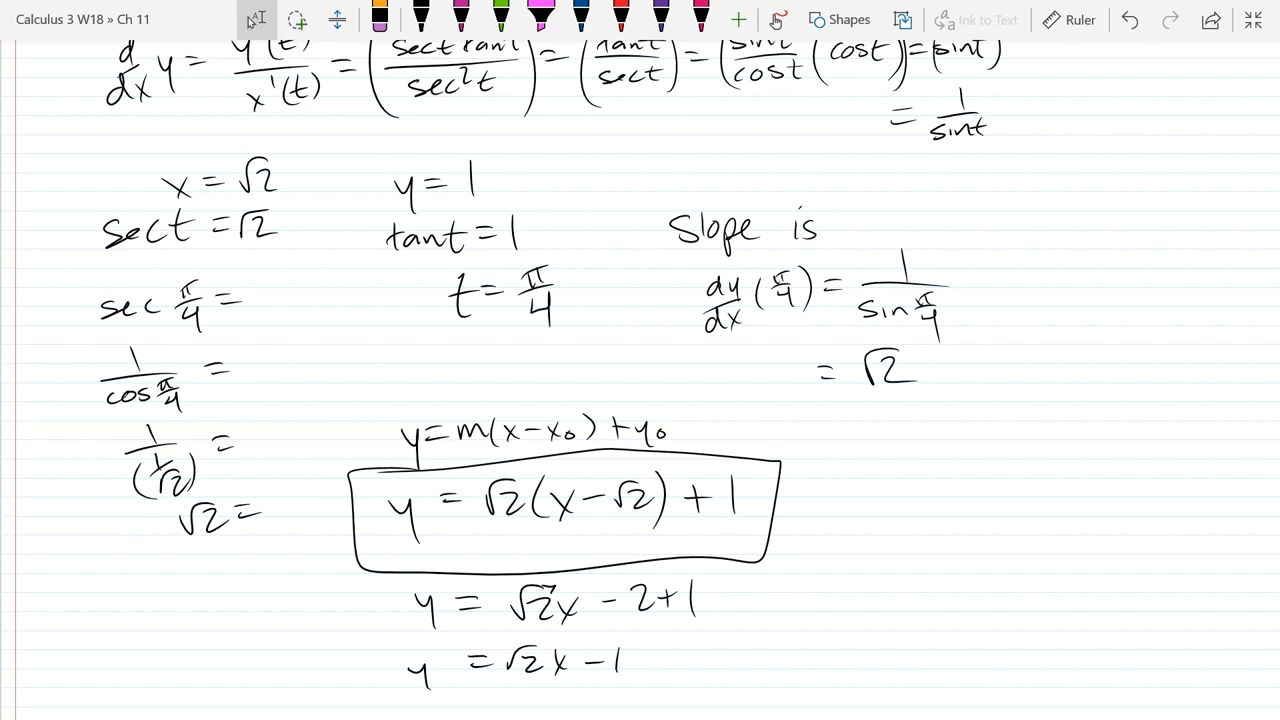 Calculus 3 W18 » Ch 11 Shapes Ink to Text Ruler
d/dx y = y'(t)/x'(t) = (sect tant / sec²t) = (tant / sect) = (sint/cost (cost)) = (sint)
= 1/sint
x = √2 y = 1
sect = √2 tant = 1 Slope is
sec π/4 = t = π/4 dy/dx (π/4) = 1/sin π/4
1/cos π/4 = = √2
1/(1/√2) = y = m(x-x₀) + y₀
√2 = y = √2(x-√2) + 1
y = √2x - 2+1
y = √2x - 1